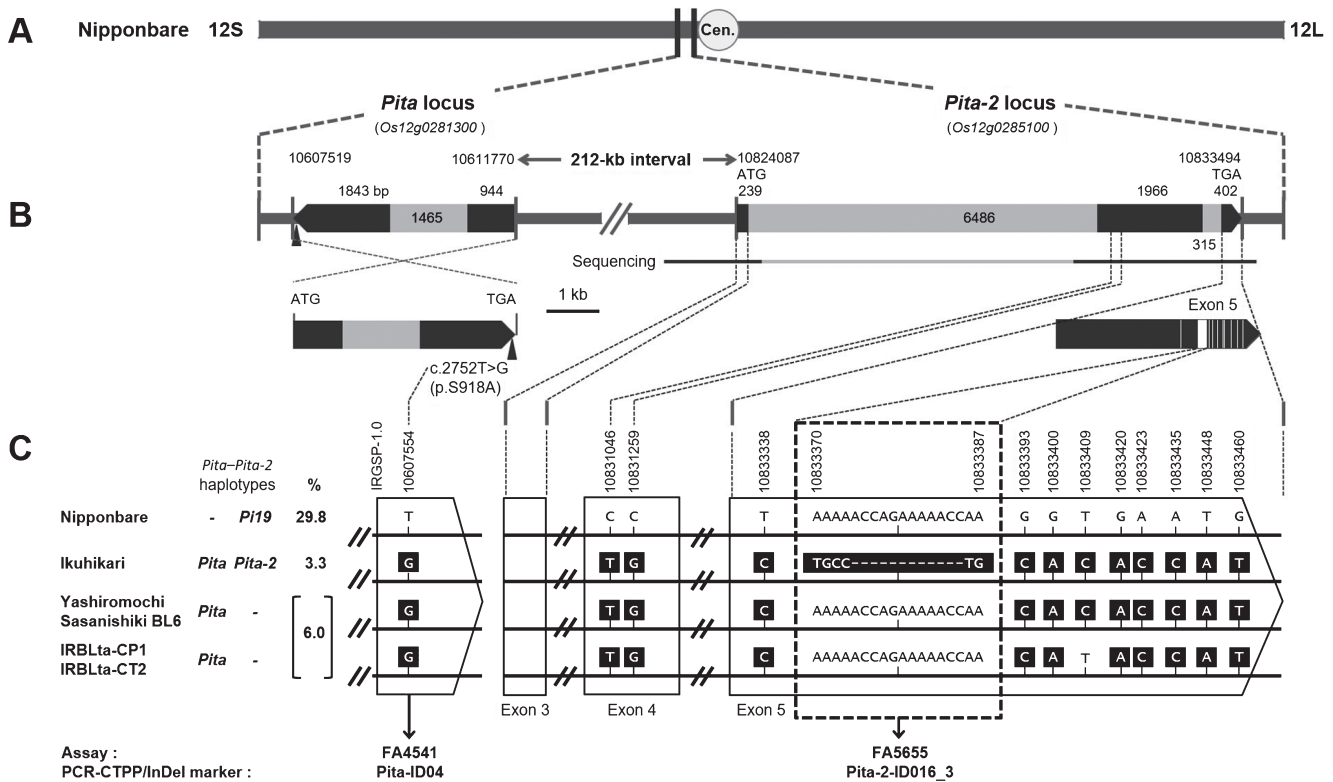 A
Nipponbare 12S
Cen.
12L
Pita locus
(Os12g0281300 )
Pita-2 locus
(Os12g0285100 )
10607519
10611770
212-kb interval
10824087
ATG
10833494
TGA
B
1843 bp
944
239
1966
402
1465
6486
315
Sequencing
ATG
TGA
1 kb
Exon 5
c.2752T>G
(p.S918A)
C
IRGSP-1.0
10607554
10831046
10831259
10833338
10833370
10833387
10833393
10833400
10833409
10833420
10833423
10833435
10833448
10833460
Pita–Pita-2
haplotypes
%
Nipponbare - Pi19 29.8 T C C T AAAAACCAGAAAAACCAA G G T G A A T G
Ikuhikari Pita Pita-2 3.3 G T G C TGCC------------TG C A C A C C A T
Yashiromochi
Sasanishiki BL6
Pita - G T G C AAAAACCAGAAAAACCAA C A C A C C A T
6.0
IRBLta-CP1
IRBLta-CT2
Pita - G T G C AAAAACCAGAAAAACCAA C A T A C C A T
Exon 3
Exon 4
Exon 5
Assay : FA4541 FA5655
PCR-CTPP/InDel marker : Pita-ID04 Pita-2-ID016_3